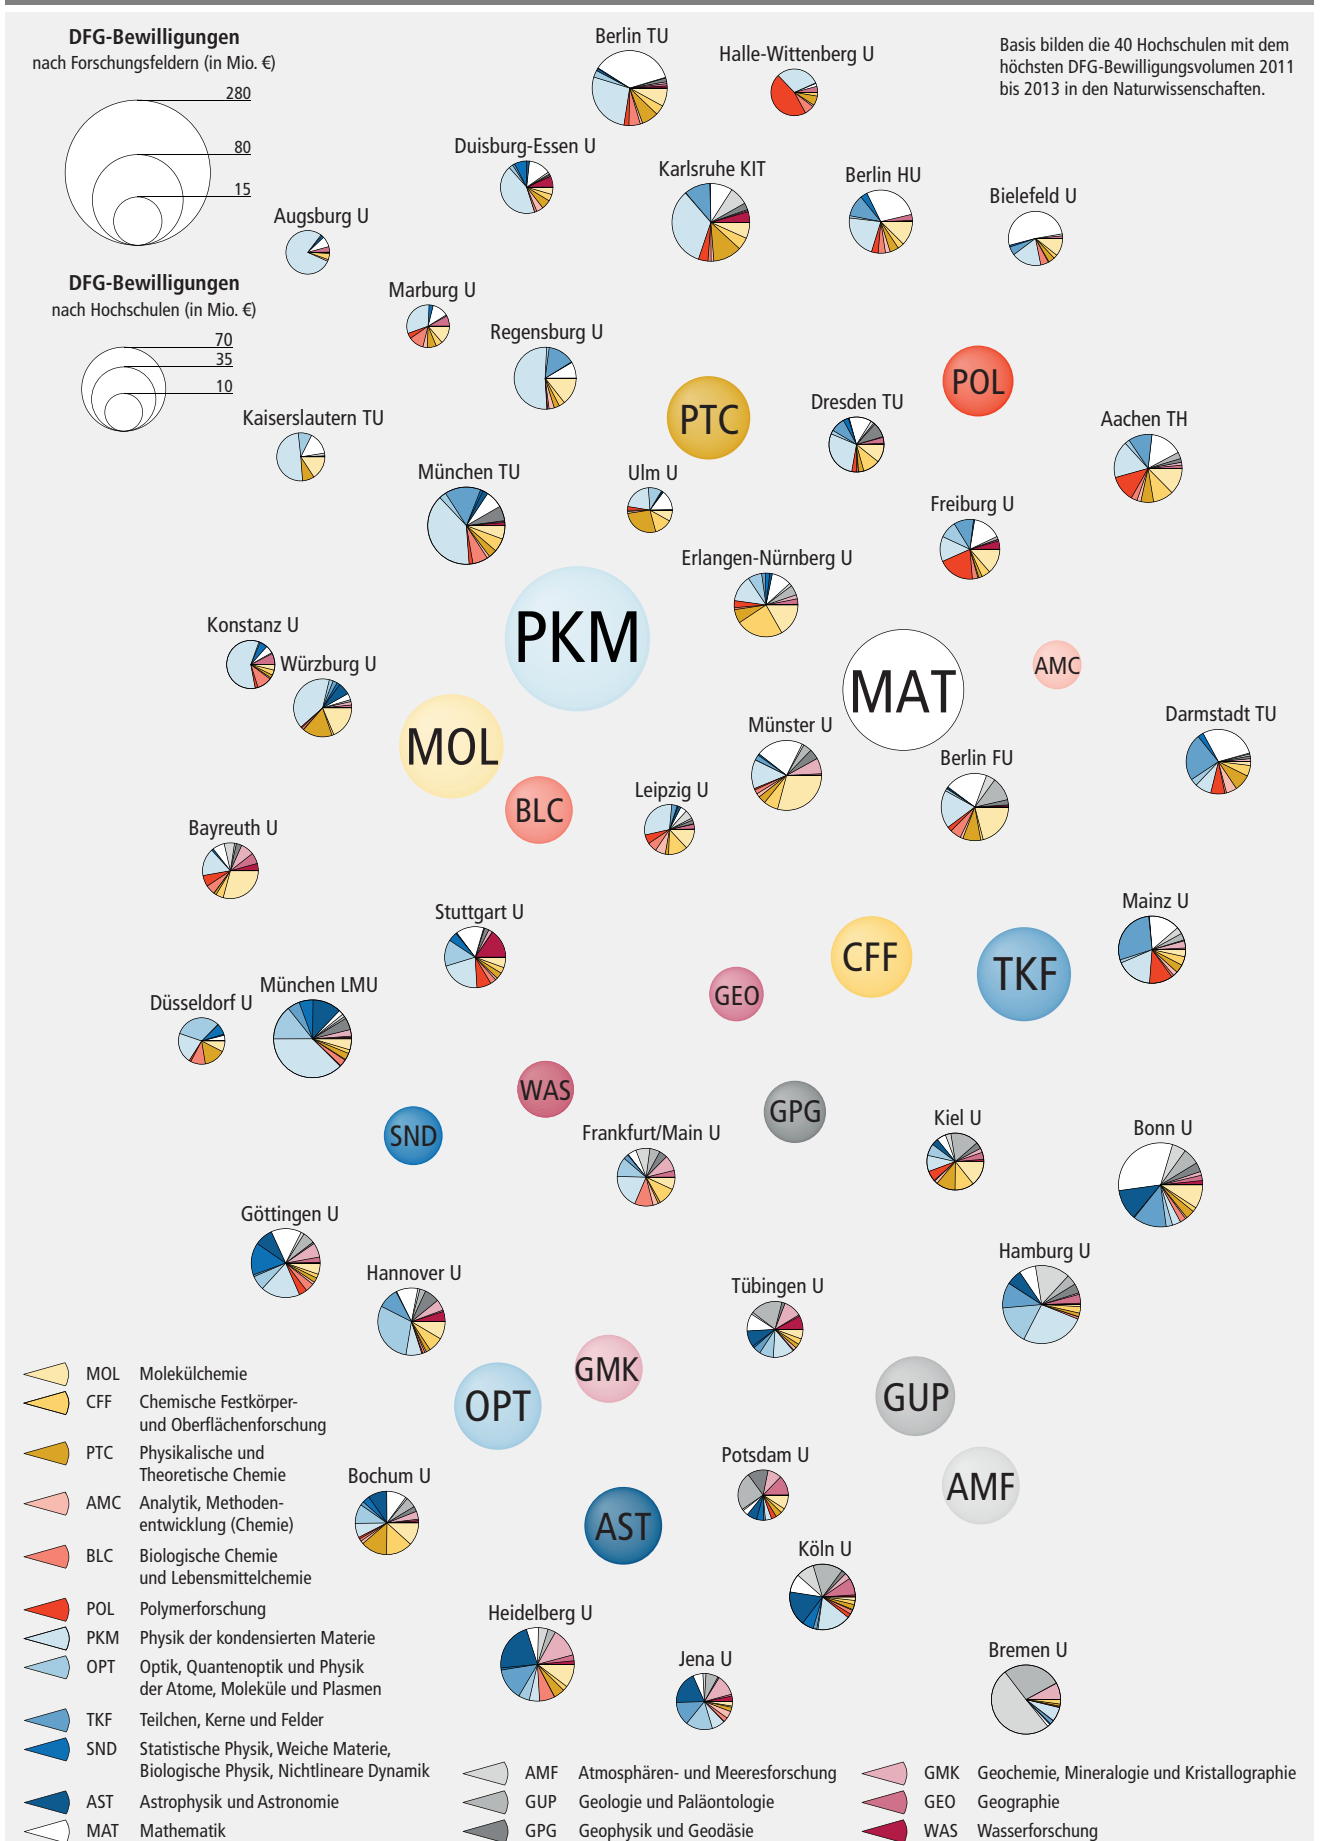 DFG-Bewilligungen
nach Forschungsfeldern (in Mio. €)
280
80
15
DFG-Bewilligungen
nach Hochschulen (in Mio. €)
70
35
10
Basis bilden die 40 Hochschulen mit dem
höchsten DFG-Bewilligungsvolumen 2011
bis 2013 in den Naturwissenschaften.
Berlin TU
Halle-Wittenberg U
Duisburg-Essen U
Karlsruhe KIT
Berlin HU
Bielefeld U
Augsburg U
Marburg U
Regensburg U
PTC
POL
Dresden TU
Kaiserslautern TU
Aachen TH
München TU
Ulm U
Freiburg U
Erlangen-Nürnberg U
PKM
Konstanz U
Würzburg U
MAT
AMC
MOL
Münster U
Darmstadt TU
Berlin FU
BLC
Leipzig U
Bayreuth U
Stuttgart U
Mainz U
CFF
TKF
GEO
München LMU
Düsseldorf U
WAS
GPG
SND
Frankfurt/Main U
Kiel U
Bonn U
Göttingen U
Hannover U
Hamburg U
Tübingen U
GMK
OPT
GUP
Potsdam U
AMF
Bochum U
AST
Köln U
Heidelberg U
Jena U
Bremen U
MOL Molekülchemie
CFF Chemische Festkörper-
und Oberflächenforschung
PTC Physikalische und
Theoretische Chemie
AMC Analytik, Methoden-
entwicklung (Chemie)
BLC Biologische Chemie
und Lebensmittelchemie
POL Polymerforschung
PKM Physik der kondensierten Materie
OPT Optik, Quantenoptik und Physik
der Atome, Moleküle und Plasmen
TKF Teilchen, Kerne und Felder
SND Statistische Physik, Weiche Materie,
Biologische Physik, Nichtlineare Dynamik
AST Astrophysik und Astronomie
MAT Mathematik
AMF Atmosphären- und Meeresforschung
GUP Geologie und Paläontologie
GPG Geophysik und Geodäsie
GMK Geochemie, Mineralogie und Kristallographie
GEO Geographie
WAS Wasserforschung